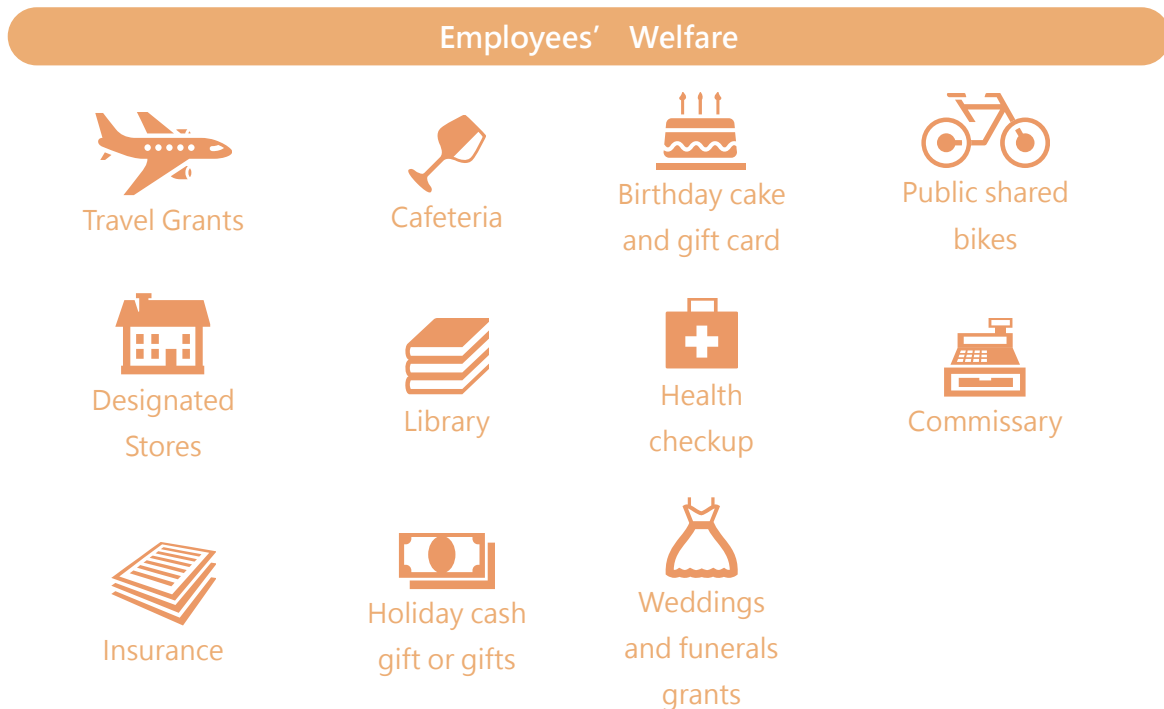 Employees’ Welfare
Travel Grants
Cafeteria
Birthday cake
and gift card
Public shared
bikes
Designated
Stores
Library
Health
checkup
Commissary
Insurance
Holiday cash
gift or gifts
Weddings
and funerals
grants